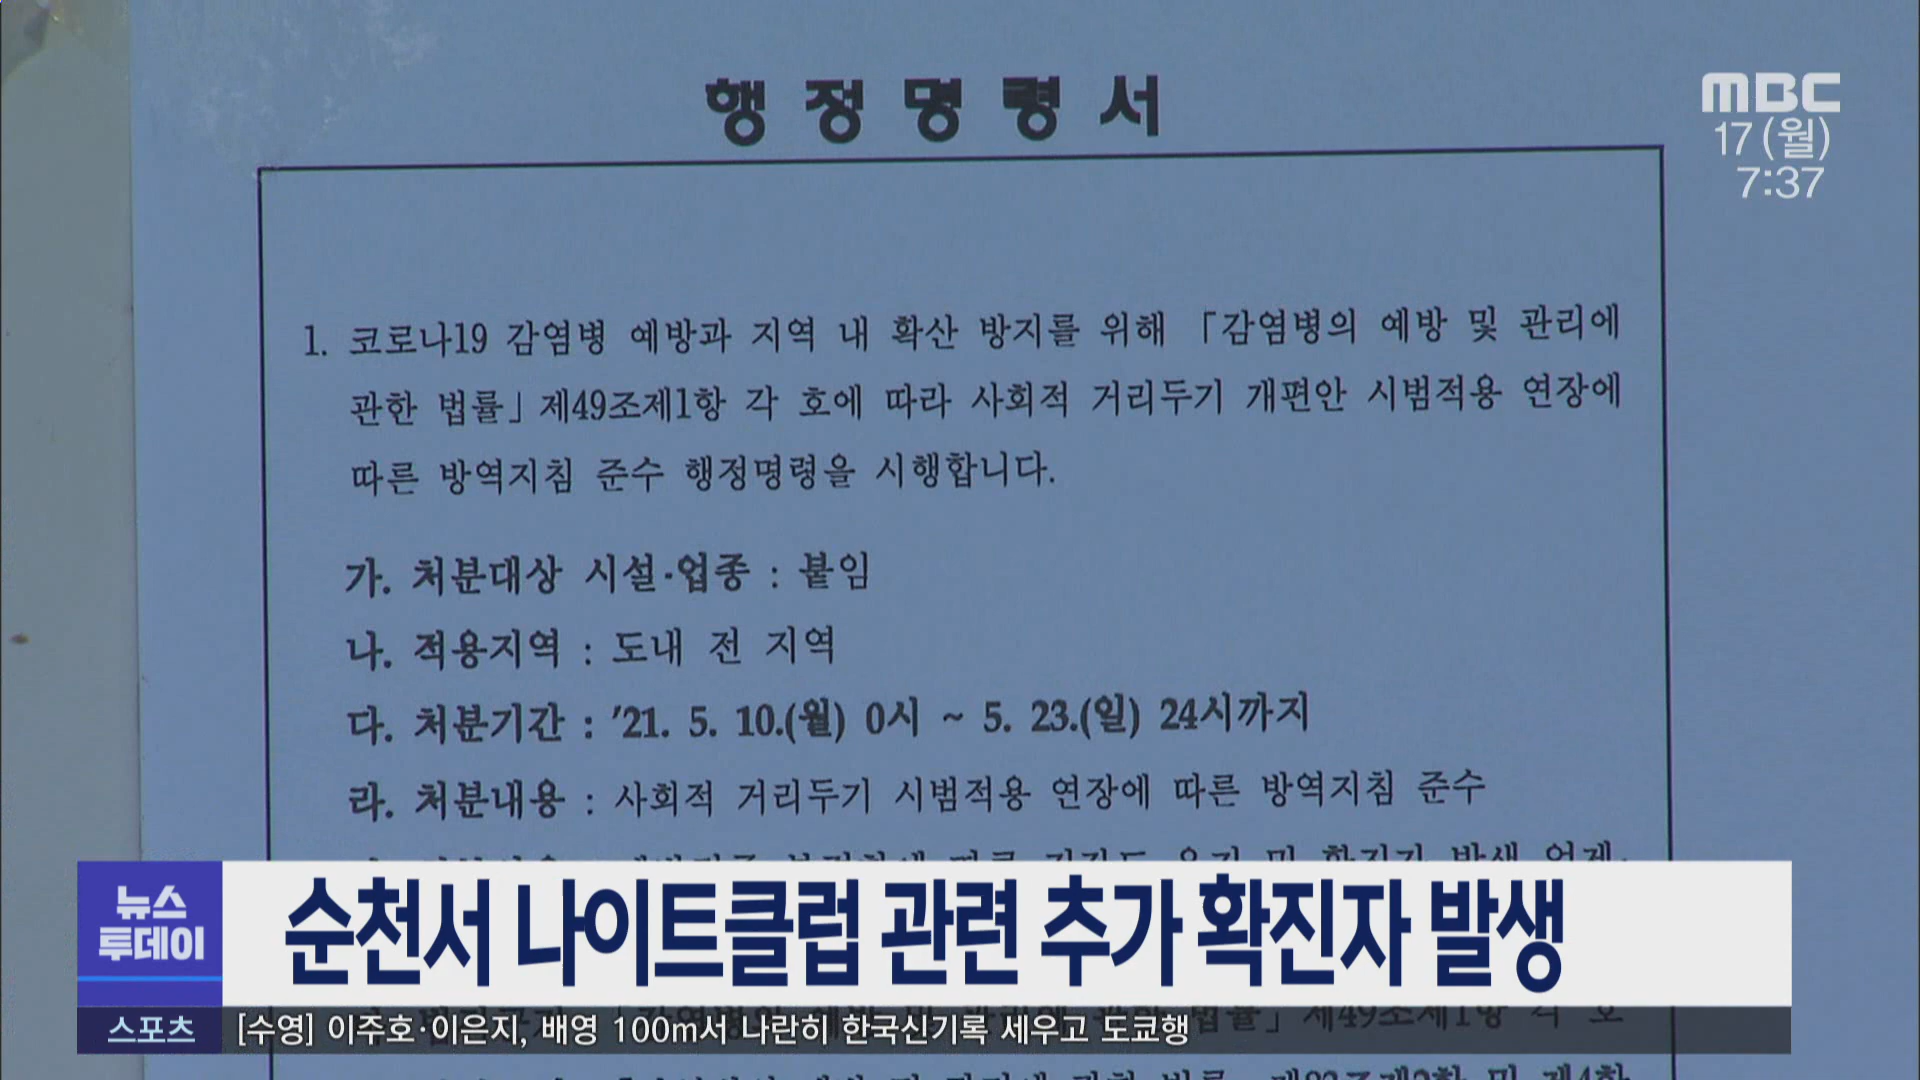 행정명령서
MBC
17(월)
7:37
1. 코로나19 감염병 예방과 지역 내 확산 방지를 위해 「감염병의 예방 및 관리에
관한 법률」제49조제1항 각 호에 따라 사회적 거리두기 개편안 시범적용 연장에
따른 방역지침 준수 행정명령을 시행합니다.
가. 처분대상 시설·업종 : 붙임
나. 적용지역 : 도내 전 지역
다. 처분기간 : '21. 5. 10.(월) 0시 ~ 5. 23.(일) 24시까지
라. 처분내용 : 사회적 거리두기 시범적용 연장에 따른 방역지침 준수
뉴스
투데이
순천서 나이트클럽 관련 추가 확진자 발생
스포츠
[수영] 이주호·이은지, 배영 100m서 나란히 한국신기록 세우고 도쿄행